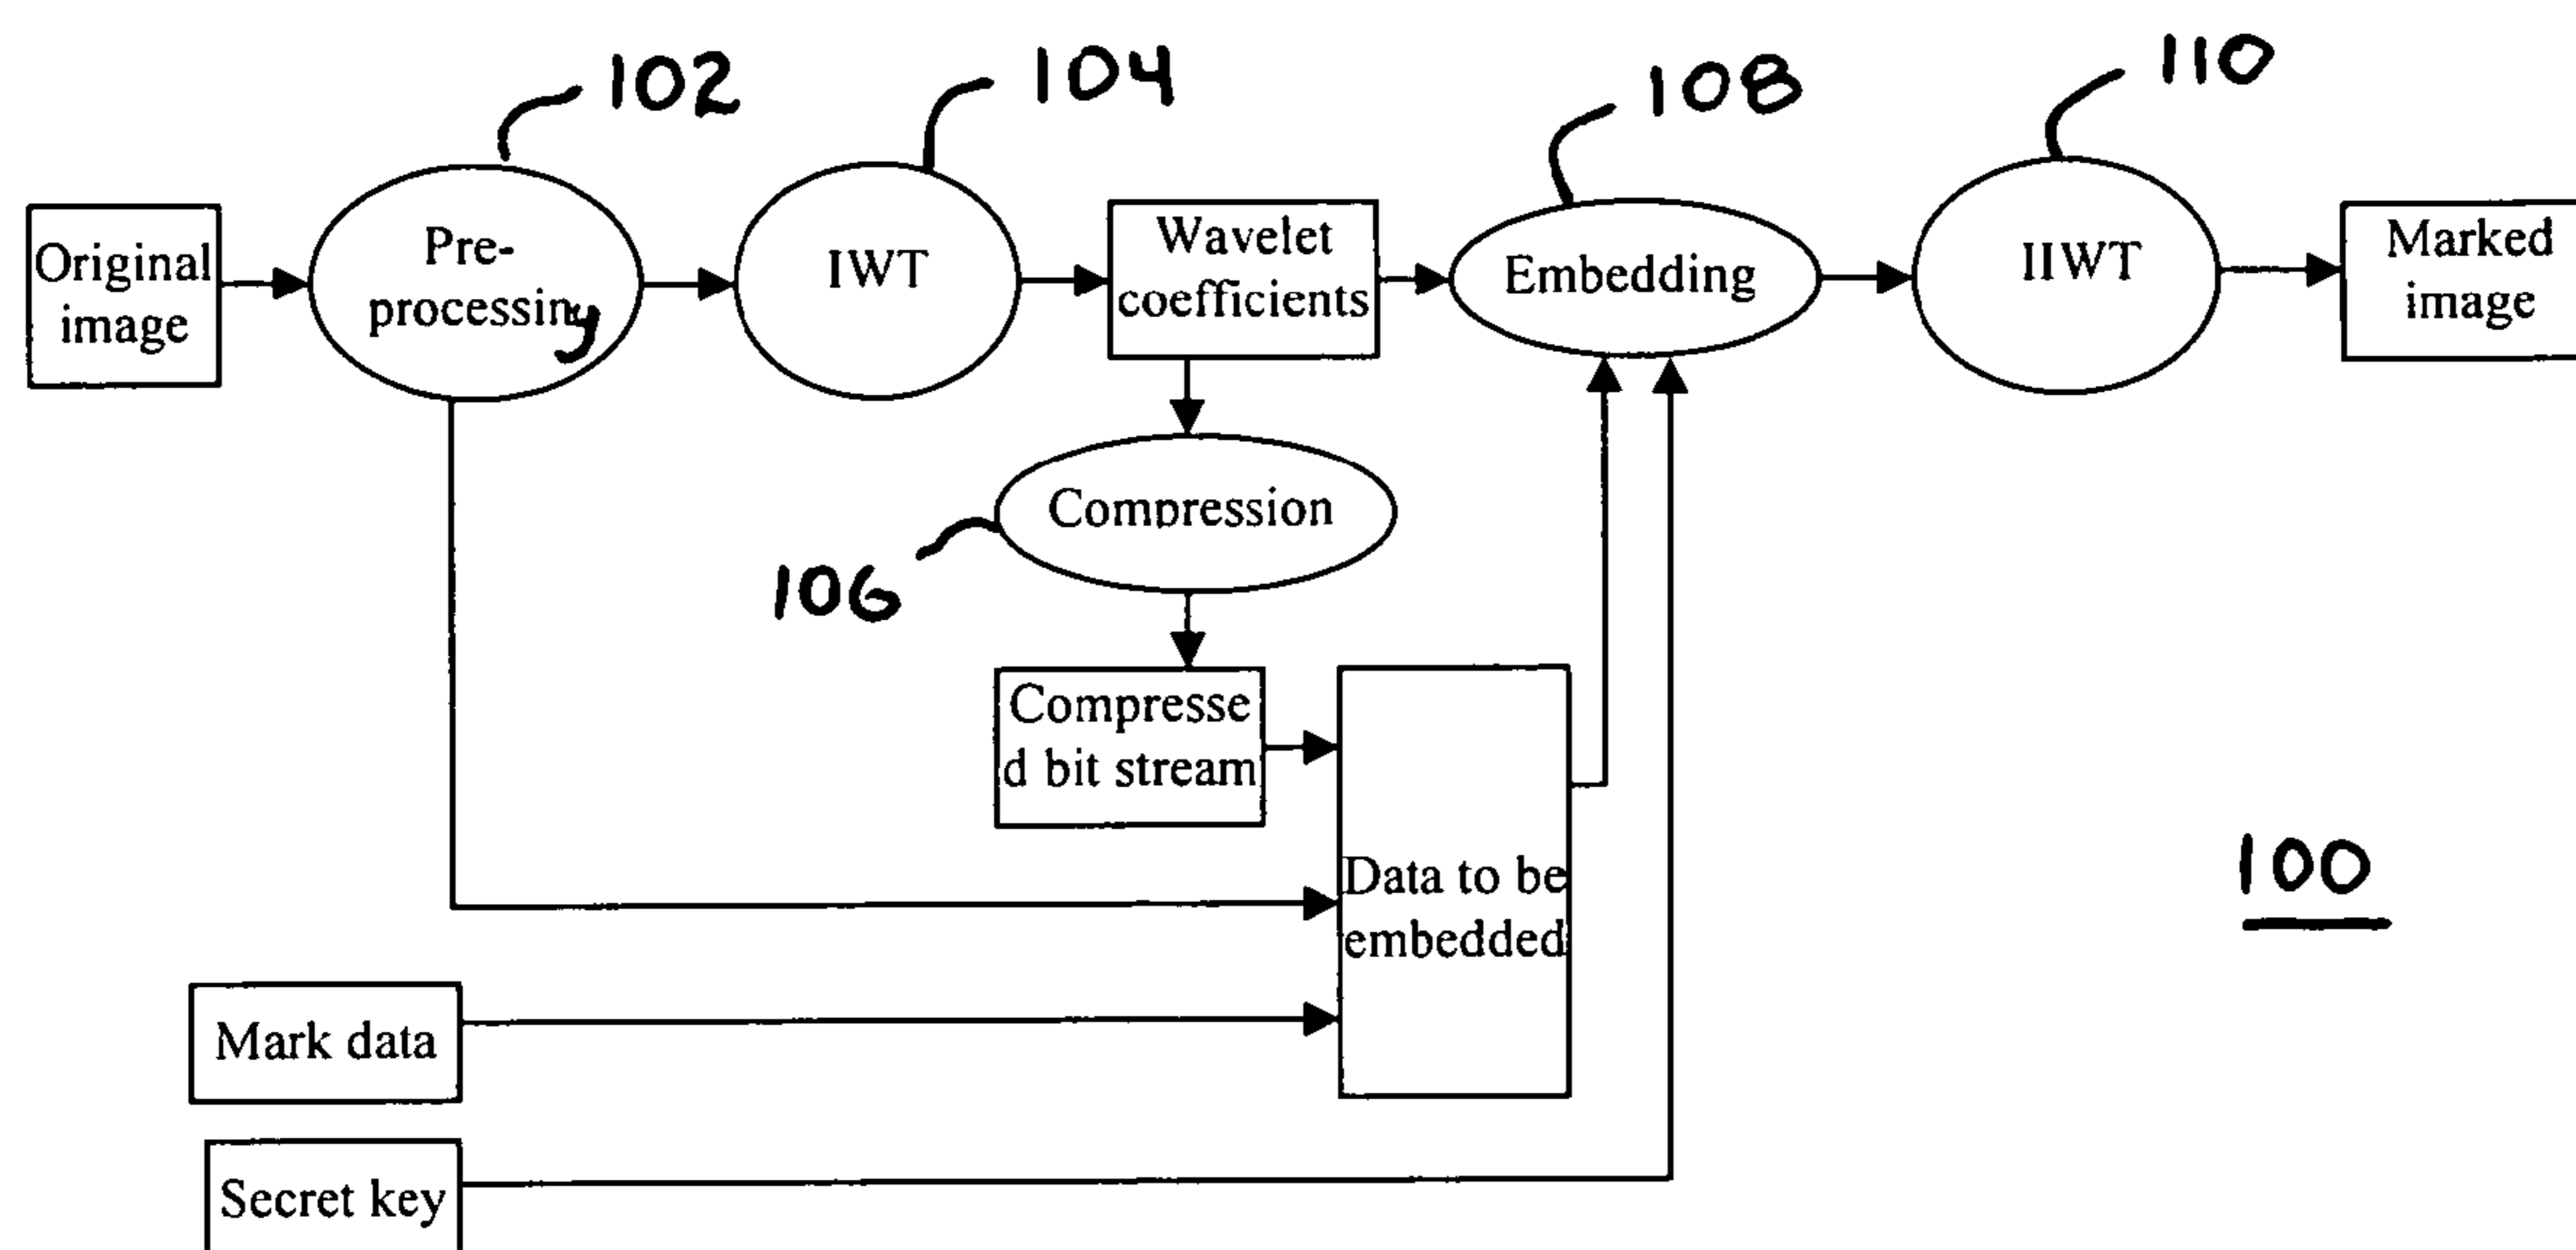 102
104
108
110
Original
image
Pre-
processing
IWT
Wavelet
coefficients
Embedding
IIWT
Marked
image
Compression
106
Compresse
d bit stream
Data to be
embedded
100
Mark data
Secret key